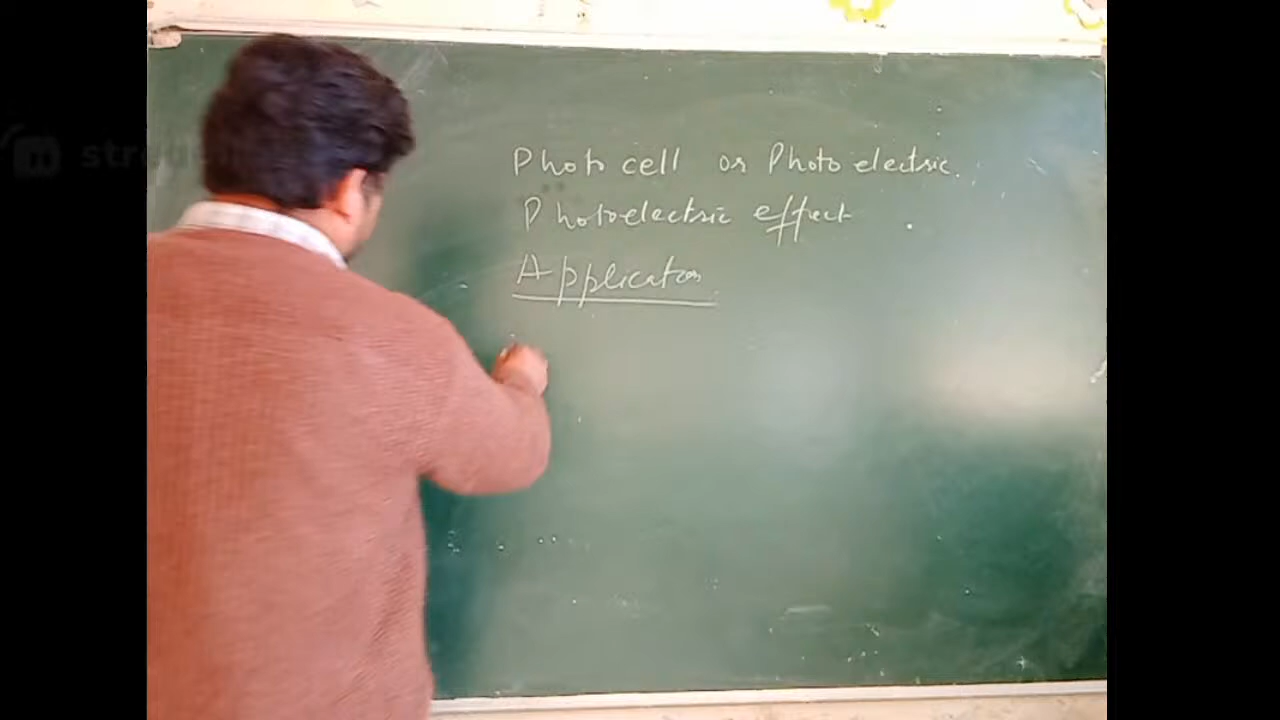 Photo cell or Photo electric.
Photoelectric effect
Application